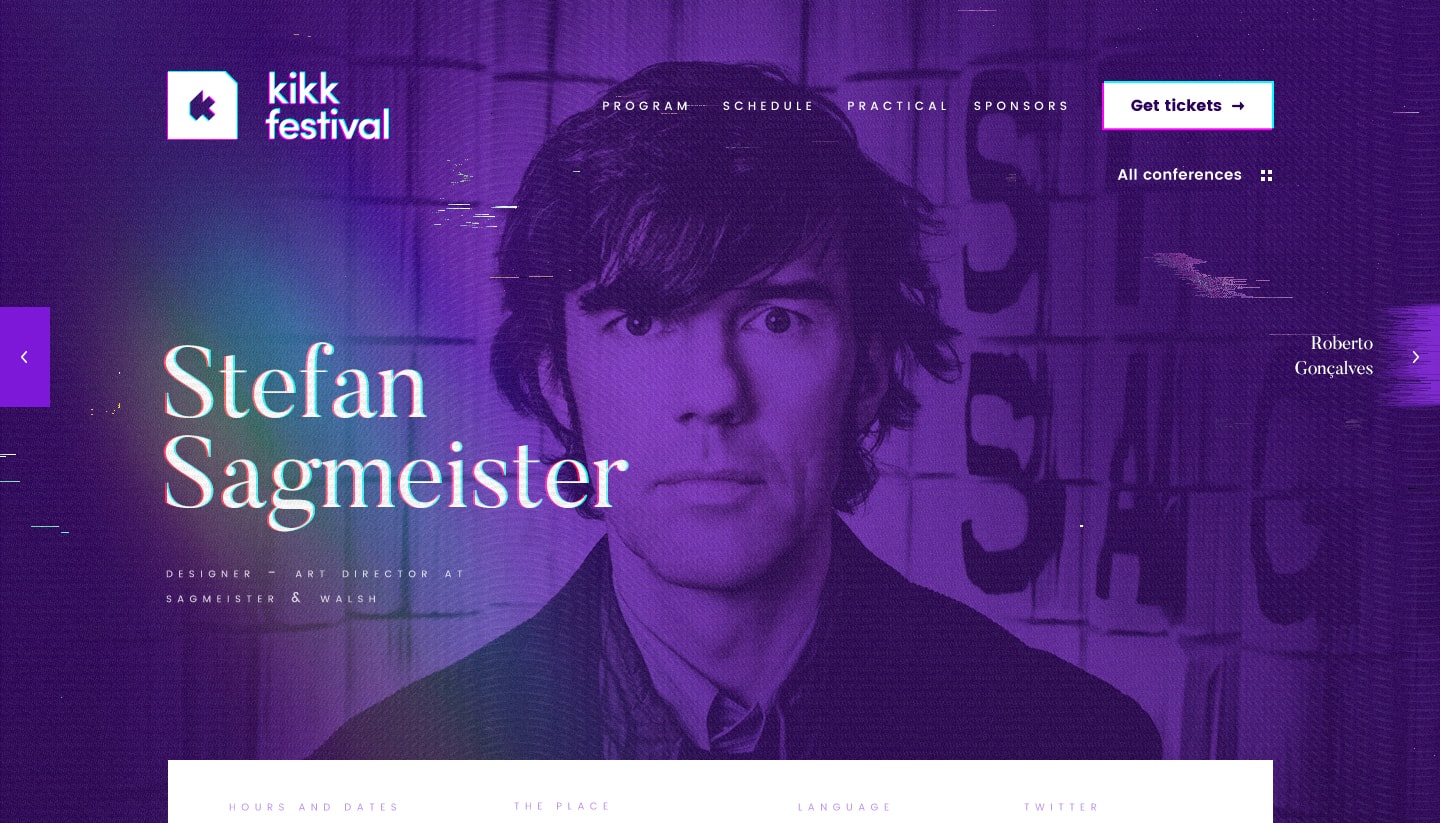 kikk
festival
PROGRAM SCHEDULE PRACTICAL SPONSORS
Get tickets →
All conferences
Stefan
Sagmeister
DESIGNER – ART DIRECTOR AT
SAGMEISTER & WALSH
Roberto
Gonçalves
HOURS AND DATES THE PLACE LANGUAGE TWITTER